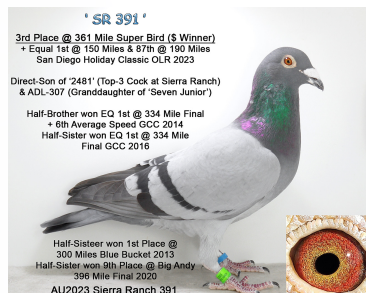 ' SR 391 '
3rd Place @ 361 Mile Super Bird ($ Winner)
+ Equal 1st @ 150 Miles & 87th @ 190 Miles
San Diego Holiday Classic OLR 2023
Direct-Son of '2481' (Top-3 Cock at Sierra Ranch)
& ADL-307 (Granddaughter of 'Seven Junior')
Half-Brother won EQ 1st @ 334 Mile Final
+ 6th Average Speed GCC 2014
Half-Sister won EQ 1st @ 334 Mile
Final GCC 2016
Half-Sisteer won 1st Place @
300 Miles Blue Bucket 2013
Half-Sister won 9th Place @ Big Andy
396 Mile Final 2020
AU2023 Sierra Ranch 391